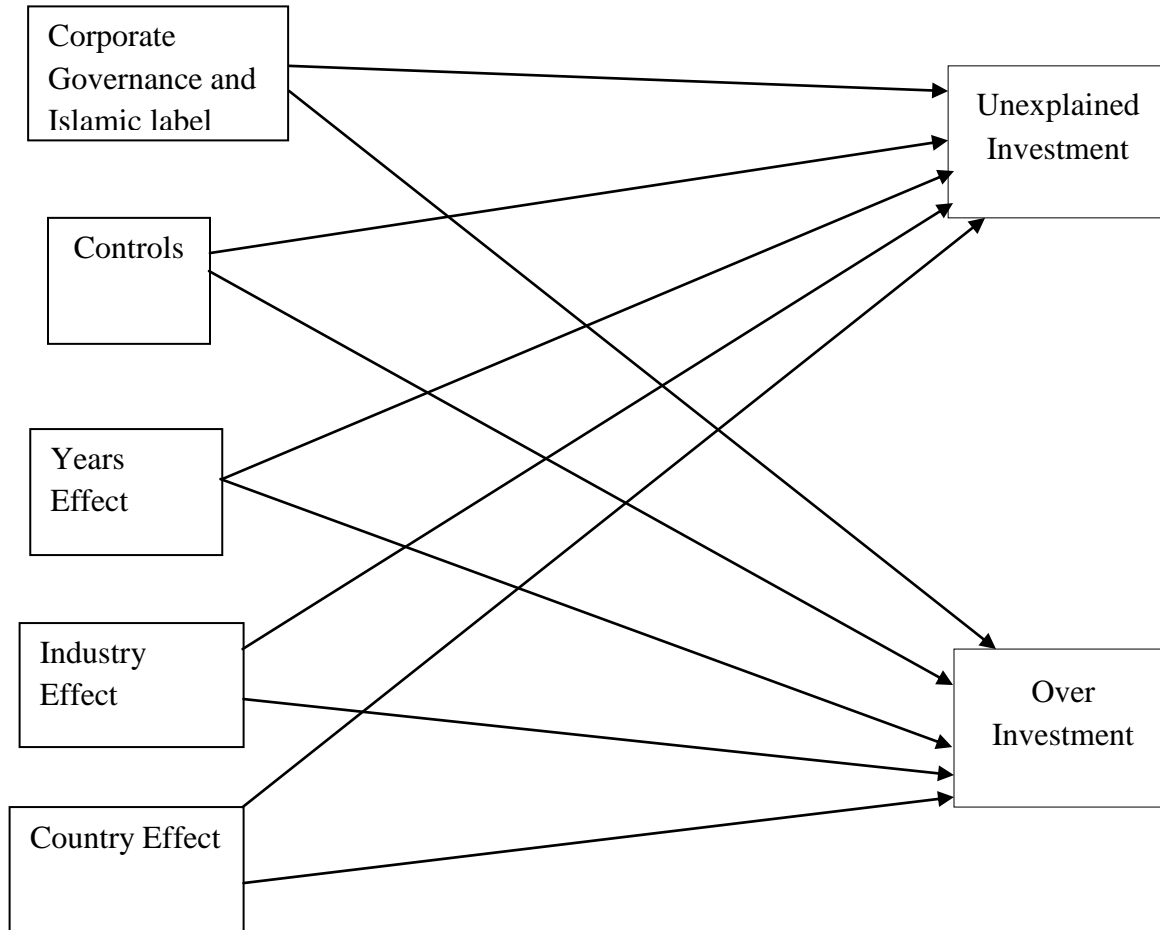 Corporate
Governance and
Islamic label
Unexplained
Investment
Controls
Years
Effect
Industry
Effect
Over
Investment
Country Effect